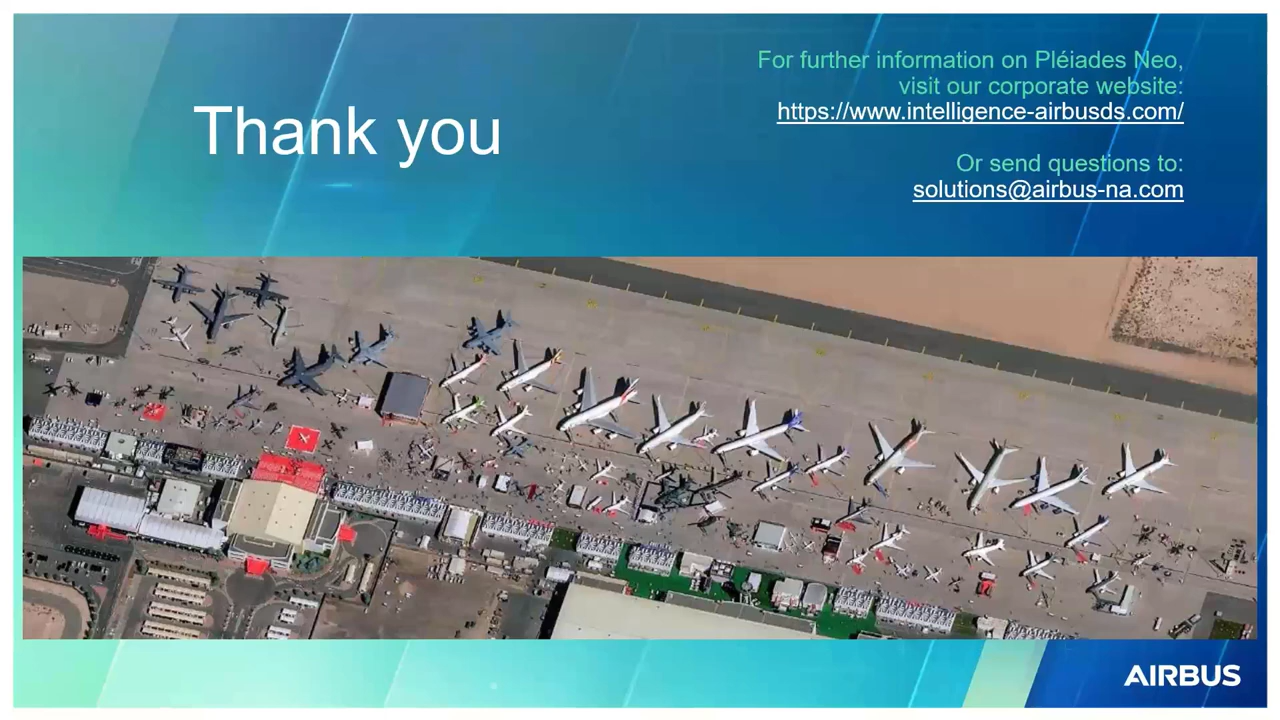 Thank you
For further information on Pléiades Neo,
visit our corporate website:
https://www.intelligence-airbusds.com/
Or send questions to:
solutions@airbus-na.com
AIRBUS